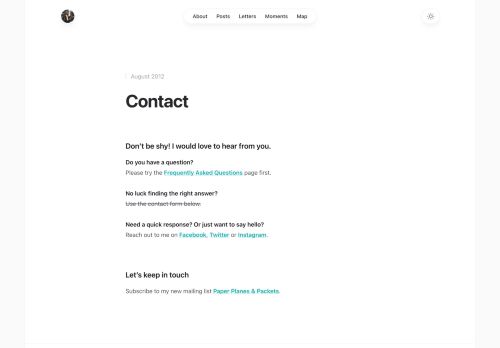 About Posts Letters Moments Map
August 2012
Contact
Don't be shy! I would to hear from you.
Do you have a question?
Please try the Frequently Asked Questions page first.
No luck finding the right answer?
Use the contact form below.
Need a quick response? Or just want to say hello?
Reach out to me on Facebook, Twitter or Instagram.
Let's keep in touch
Subscribe to my new mailing list Paper Planes & Packets.